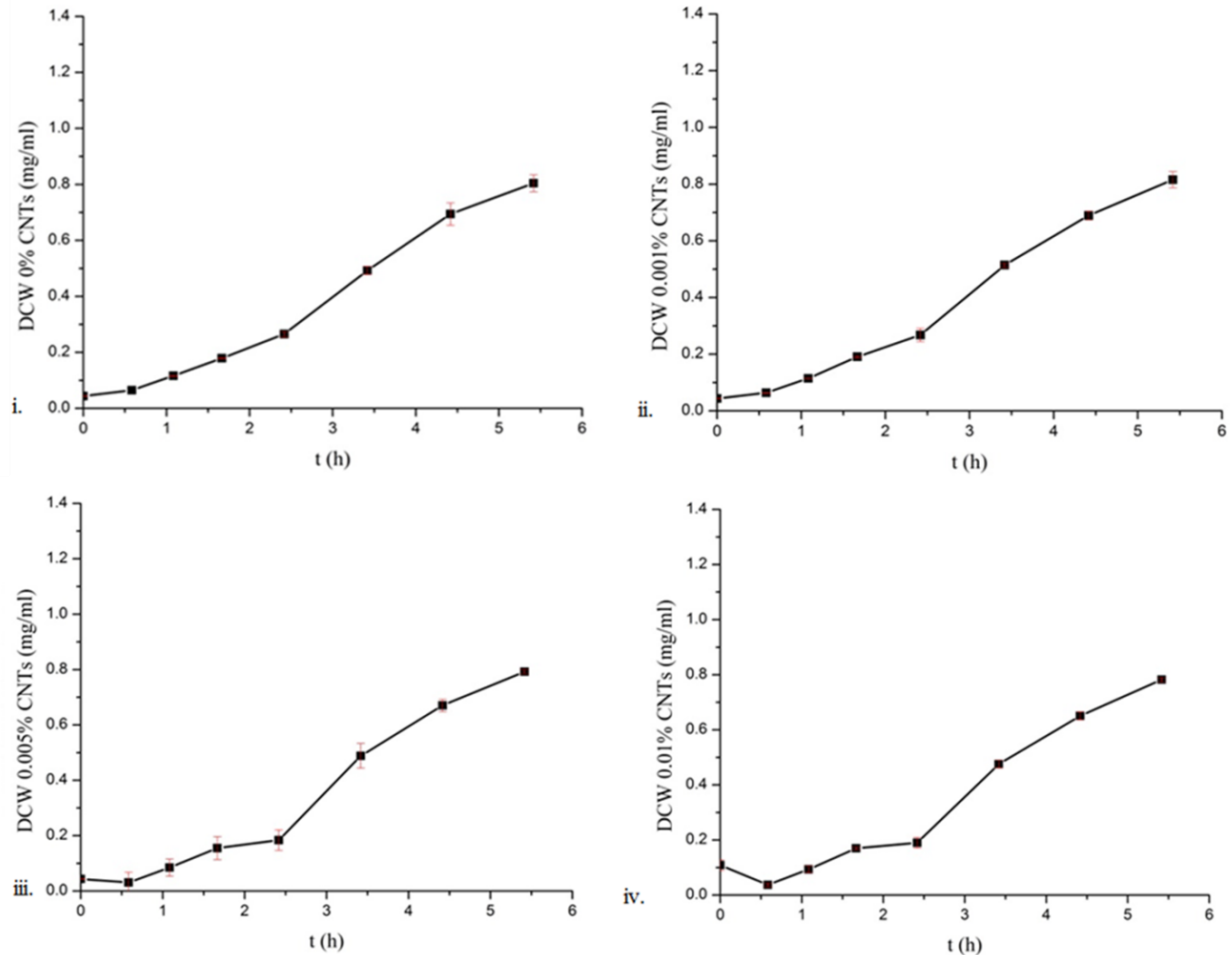 DCW 0% CNTs (mg/ml)
1.4
1.2
1.0
0.8
0.6
0.4
0.2
0.0
0 1 2 3 4 5 6
t (h)
i.
DCW 0.001% CNTs (mg/ml)
1.4
1.2
1.0
0.8
0.6
0.4
0.2
0.0
0 1 2 3 4 5 6
t (h)
ii.
DCW 0.005% CNTs (mg/ml)
1.4
1.2
1.0
0.8
0.6
0.4
0.2
0.0
0 1 2 3 4 5 6
t (h)
iii.
DCW 0.01% CNTs (mg/ml)
1.4
1.2
1.0
0.8
0.6
0.4
0.2
0.0
0 1 2 3 4 5 6
t (h)
iv.